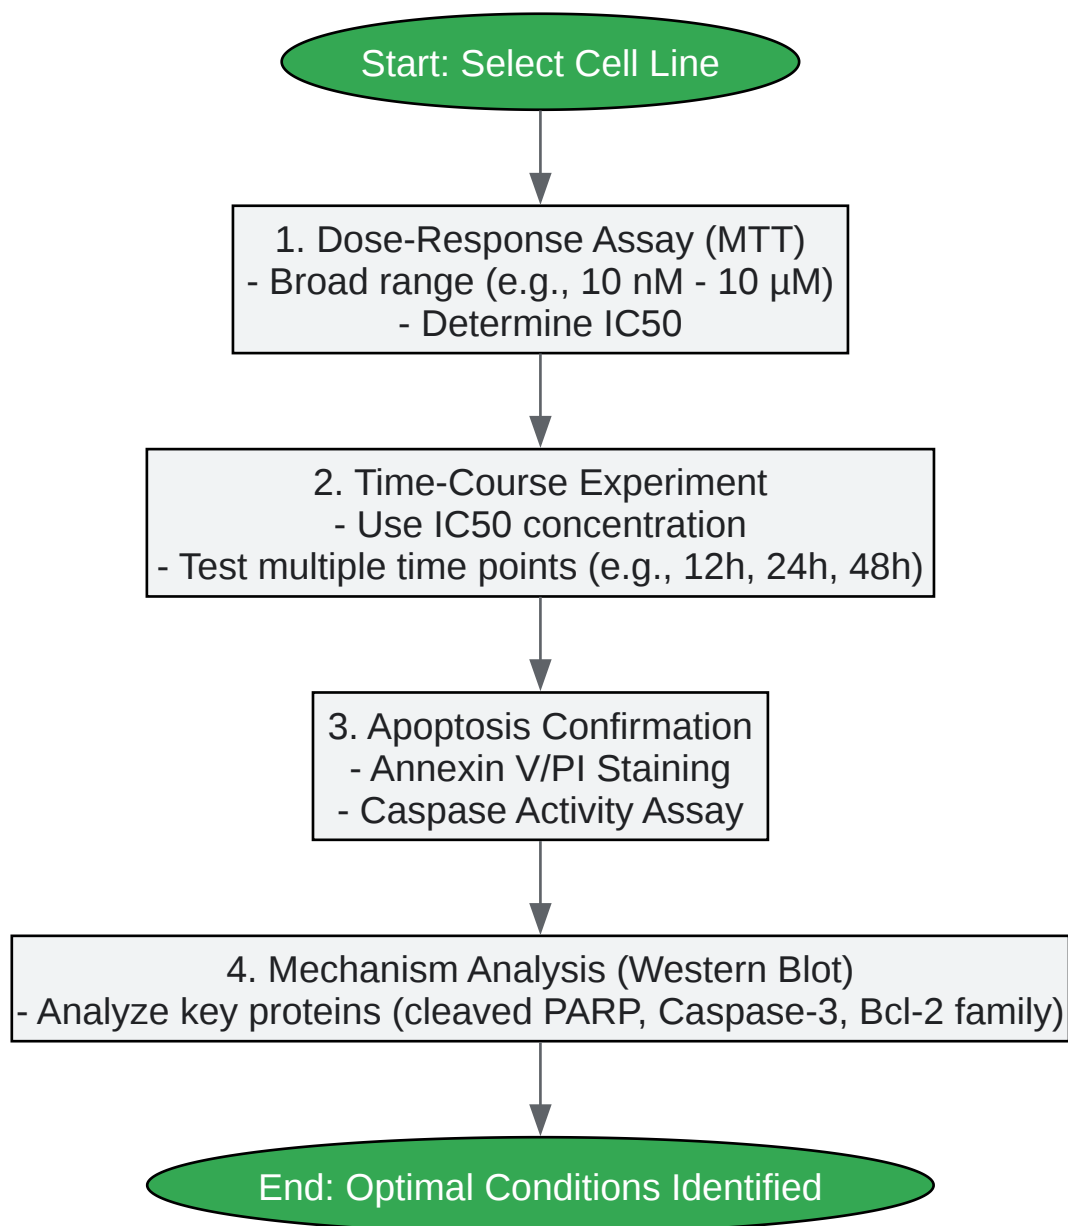 Start: Select Cell Line
1. Dose-Response Assay (MTT)
- Broad range (e.g., 10 nM - 10 µM)
- Determine IC50
2. Time-Course Experiment
- Use IC50 concentration
- Test multiple time points (e.g., 12h, 24h, 48h)
3. Apoptosis Confirmation
- Annexin V/PI Staining
- Caspase Activity Assay
4. Mechanism Analysis (Western Blot)
- Analyze key proteins (cleaved PARP, Caspase-3, Bcl-2 family)
End: Optimal Conditions Identified